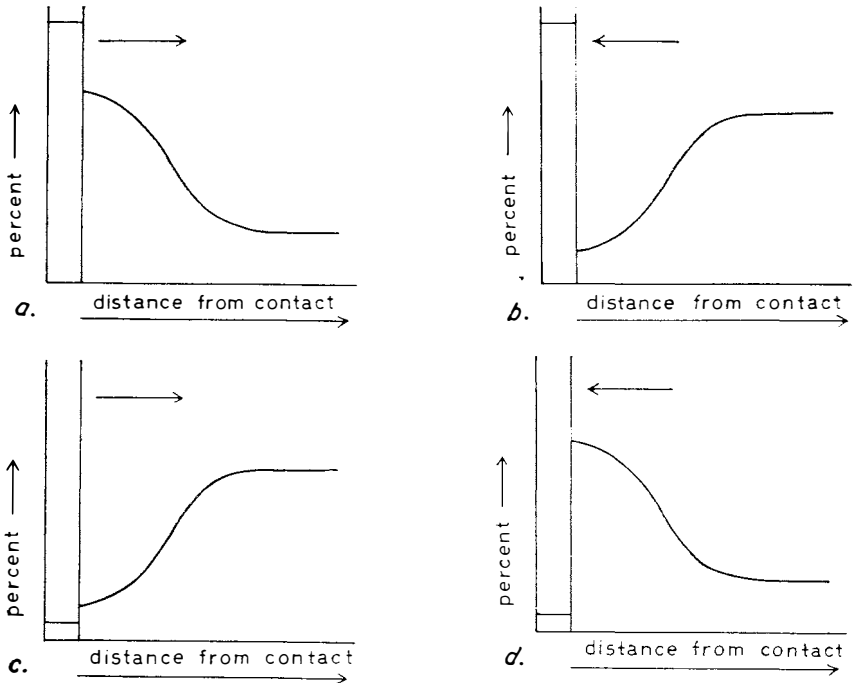 percent
a.
distance from contact
percent
b.
distance from contact
percent
c.
distance from contact
percent
d.
distance from contact